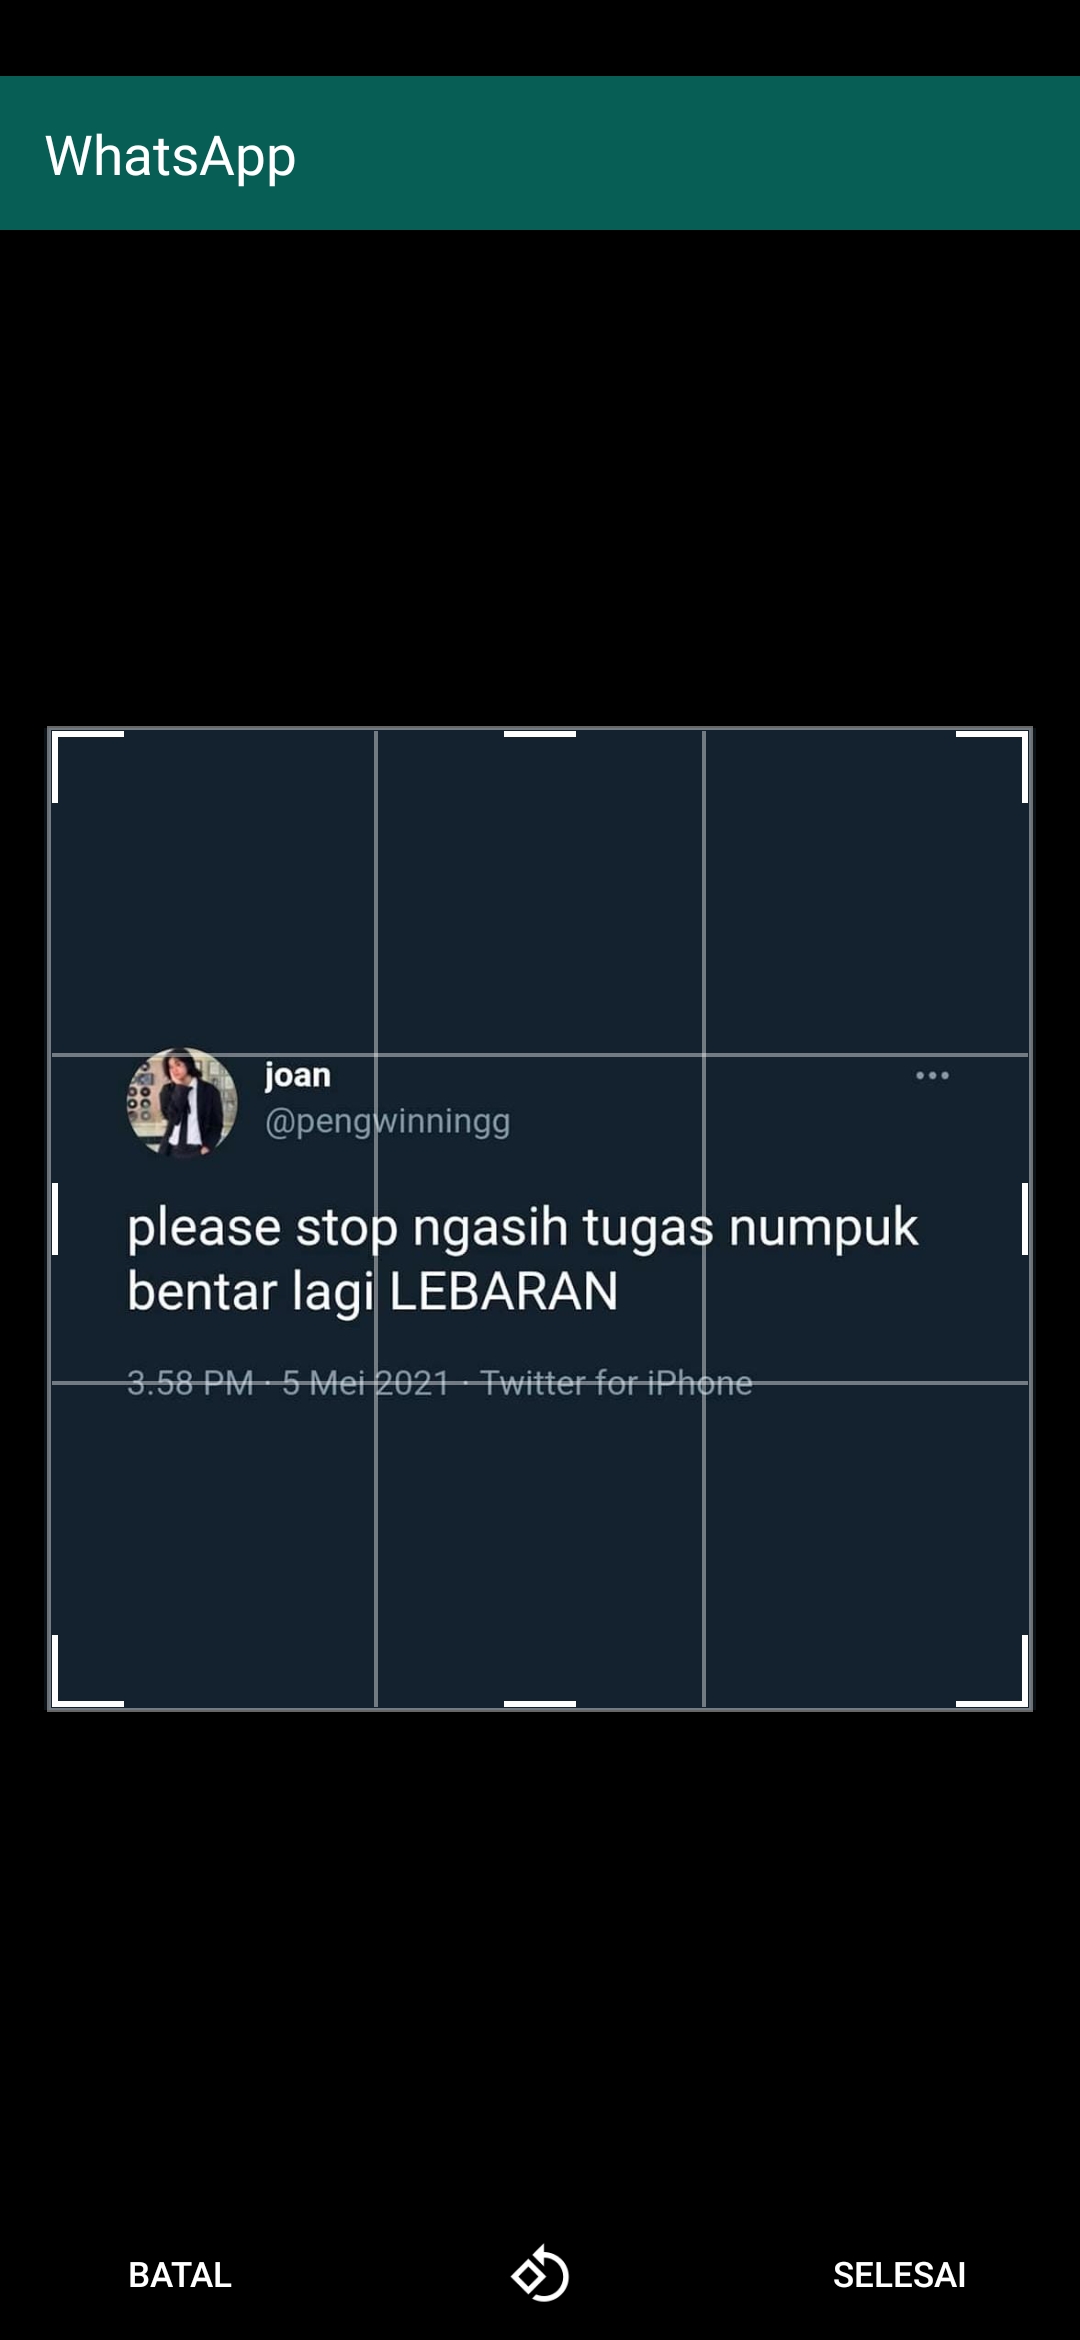 WhatsApp
joan
@pengwinningg
please stop ngasih tugas numpuk
bentar lagi LEBARAN
3.58 PM · 5 Mei 2021 · Twitter for iPhone
BATAL
SELESAI